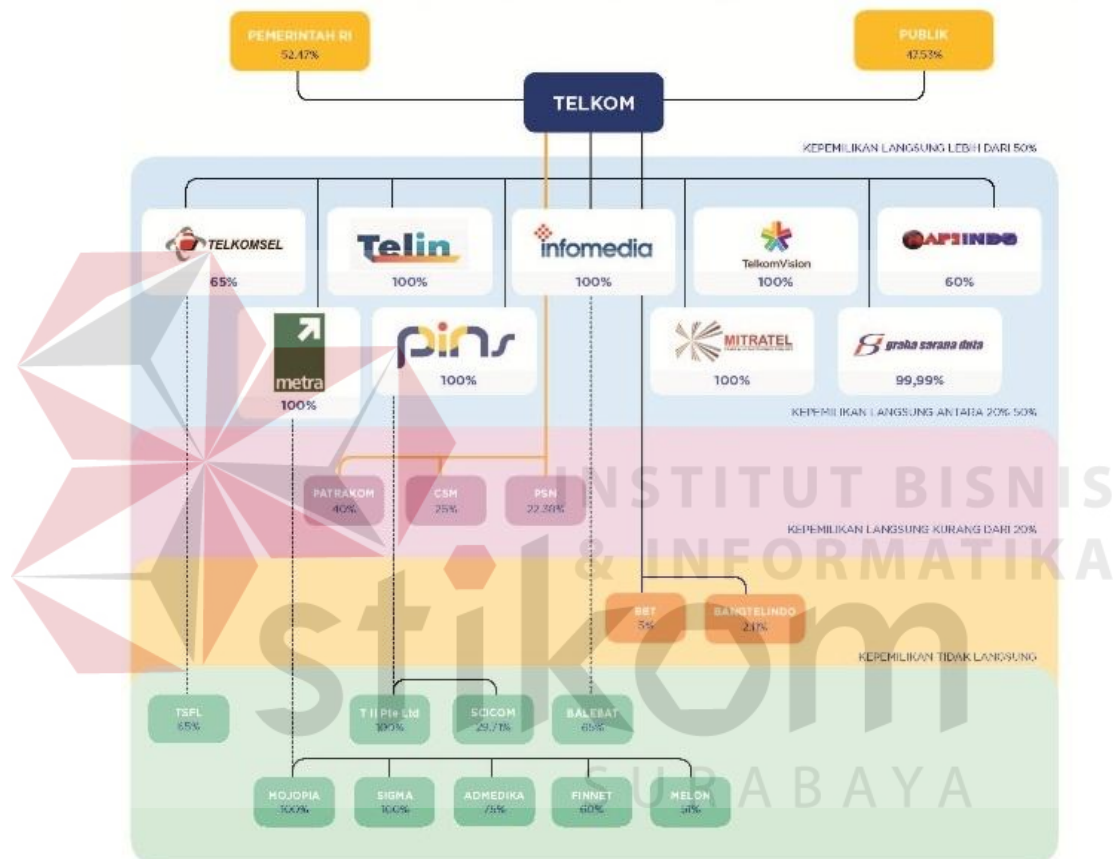 PEMERINTAH RI
52.47%
PUBLIK
47.53%
TELKOM
KEPEMILIKAN LANGSUNG LEBIH DARI 50%
TELKOMSEL
65%
Telin
100%
infomedia
100%
TelkomVision
100%
NAPSINDO
60%
metra
100%
pins
100%
MITRATEL
100%
graha sarana duta
99,99%
KEPEMILIKAN LANGSUNG ANTARA 20%-50%
PATRAKOM
40%
CSM
25%
PSN
22.38%
INSTITUT BISNIS
& INFORMATIKA
KEPEMILIKAN LANGSUNG KURANG DARI 20%
BBT
5%
BANGTELINDO
KEPEMILIKAN TIDAK LANGSUNG
stikom
SURABAYA
TSFL
65%
T II Pte Ltd
100%
SCICOM
29.71%
BALEBAT
65%
MOJOPIA
100%
SIGMA
100%
ADMEDIKA
75%
FINNET
60%
MELON
51%